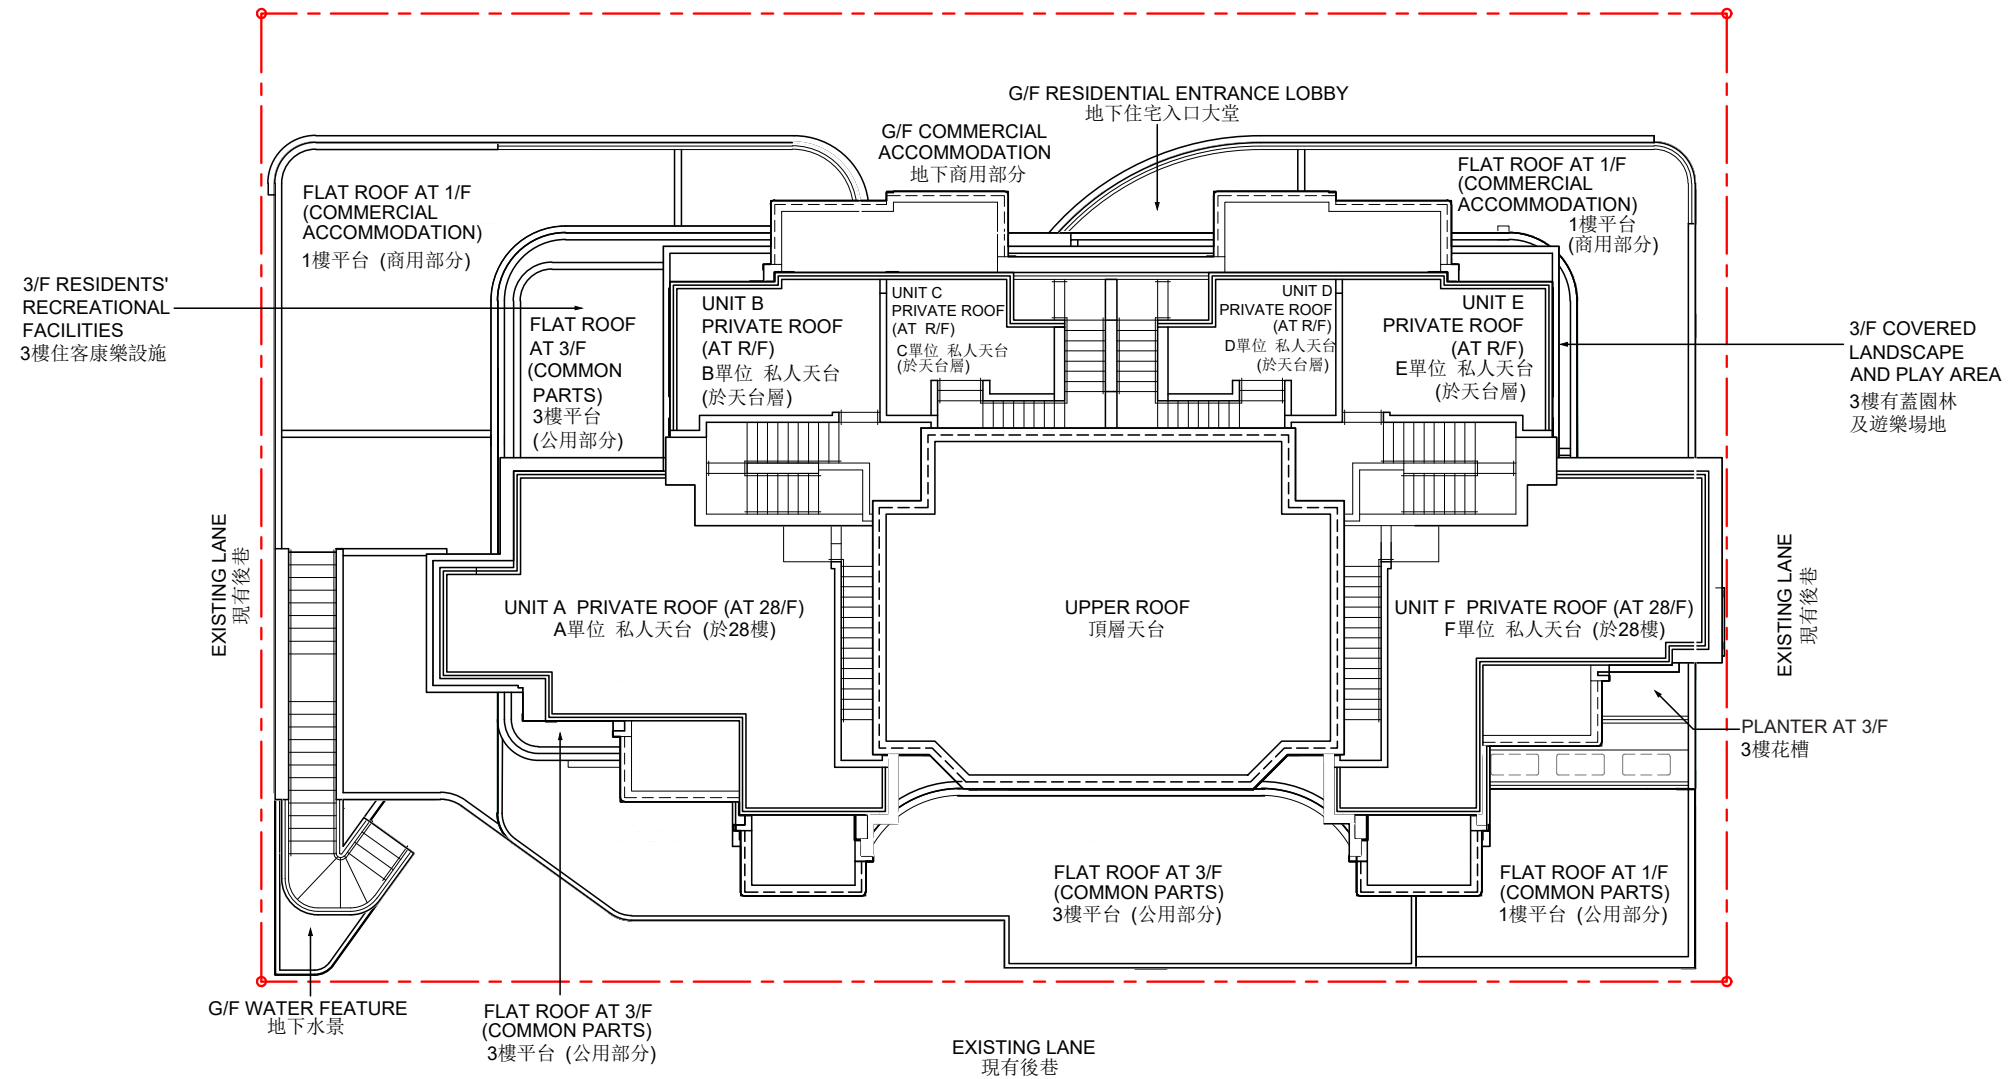 G/F RESIDENTIAL ENTRANCE LOBBY
地下住宅入口大堂
G/F COMMERCIAL
ACCOMMODATION
地下商用部分
FLAT ROOF AT 1/F
(COMMERCIAL
ACCOMMODATION)
1樓平台 (商用部分)
FLAT ROOF AT 1/F
(COMMERCIAL
ACCOMMODATION)
1樓平台
(商用部分)
3/F RESIDENTS'
RECREATIONAL
FACILITIES
3樓住客康樂設施
FLAT ROOF
AT 3/F
(COMMON
PARTS)
3樓平台
(公用部分)
UNIT B
PRIVATE ROOF
(AT R/F)
B單位 私人天台
(於天台層)
UNIT C
PRIVATE ROOF
(AT R/F)
C單位 私人天台
(於天台層)
UNIT D
PRIVATE ROOF
(AT R/F)
D單位 私人天台
(於天台層)
UNIT E
PRIVATE ROOF
(AT R/F)
E單位 私人天台
(於天台層)
3/F COVERED
LANDSCAPE
AND PLAY AREA
3樓有蓋園林
及遊樂場地
EXISTING LANE
現有後巷
UNIT A PRIVATE ROOF (AT 28/F)
A單位 私人天台 (於28樓)
UPPER ROOF
頂層天台
UNIT F PRIVATE ROOF (AT 28/F)
F單位 私人天台 (於28樓)
EXISTING LANE
現有後巷
PLANTER AT 3/F
3樓花槽
FLAT ROOF AT 3/F
(COMMON PARTS)
3樓平台 (公用部分)
FLAT ROOF AT 1/F
(COMMON PARTS)
1樓平台 (公用部分)
G/F WATER FEATURE
地下水景
FLAT ROOF AT 3/F
(COMMON PARTS)
3樓平台 (公用部分)
EXISTING LANE
現有後巷